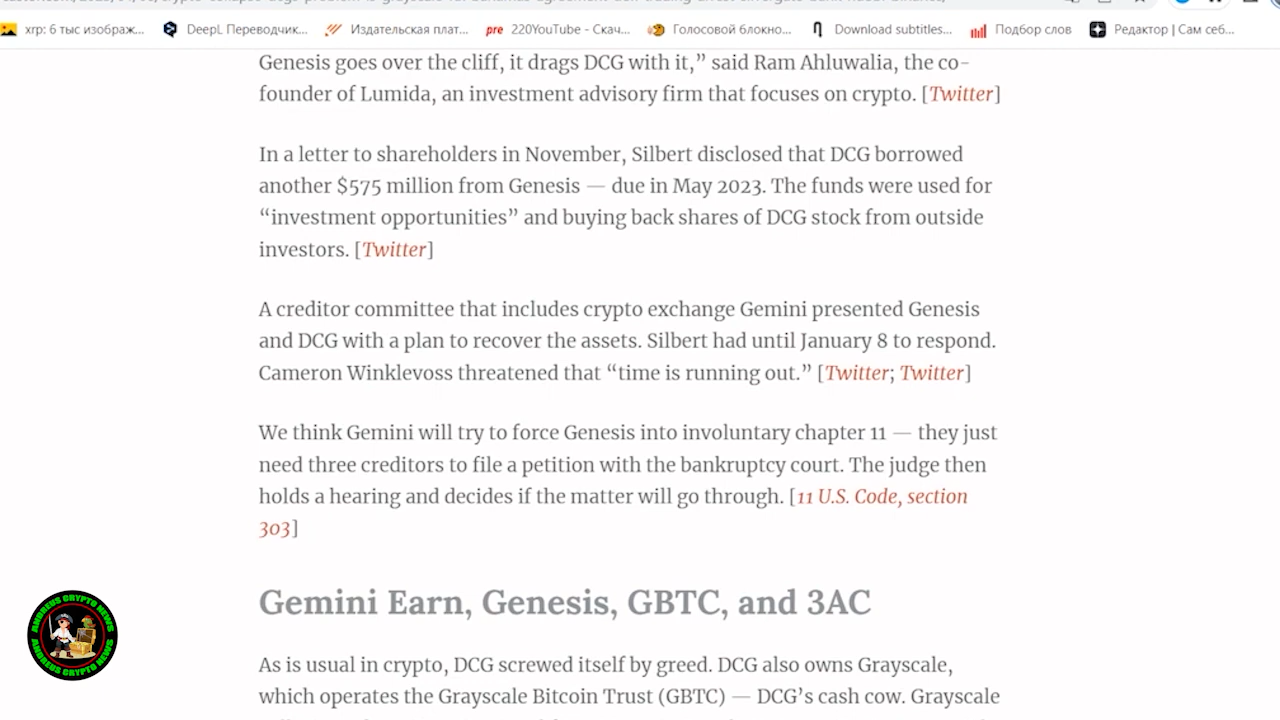 xrp: 6 тыс изображ...
DeepL Переводчик...
Издательская плат...
pre 220YouTube - Скач...
Голосовой блокно...
Download subtitles...
Подбор слов
Редактор | Сам себ...
Genesis goes over the cliff, it drags DCG with it,” said Ram Ahluwalia, the co-
founder of Lumida, an investment advisory firm that focuses on crypto. [Twitter]
In a letter to shareholders in November, Silbert disclosed that DCG borrowed
another $575 million from Genesis — due in May 2023. The funds were used for
“investment opportunities” and buying back shares of DCG stock from outside
investors. [Twitter]
A creditor committee that includes crypto exchange Gemini presented Genesis
and DCG with a plan to recover the assets. Silbert had until January 8 to respond.
Cameron Winklevoss threatened that “time is running out.” [Twitter; Twitter]
We think Gemini will try to force Genesis into involuntary chapter 11 — they just
need three creditors to file a petition with the bankruptcy court. The judge then
holds a hearing and decides if the matter will go through. [11 U.S. Code, section
303]
Gemini Earn, Genesis, GBTC, and 3AC
As is usual in crypto, DCG screwed itself by greed. DCG also owns Grayscale,
which operates the Grayscale Bitcoin Trust (GBTC) — DCG’s cash cow. Grayscale
ANDREUS CRYPTO NEWS
ANDREUS CRYPTO NEWS